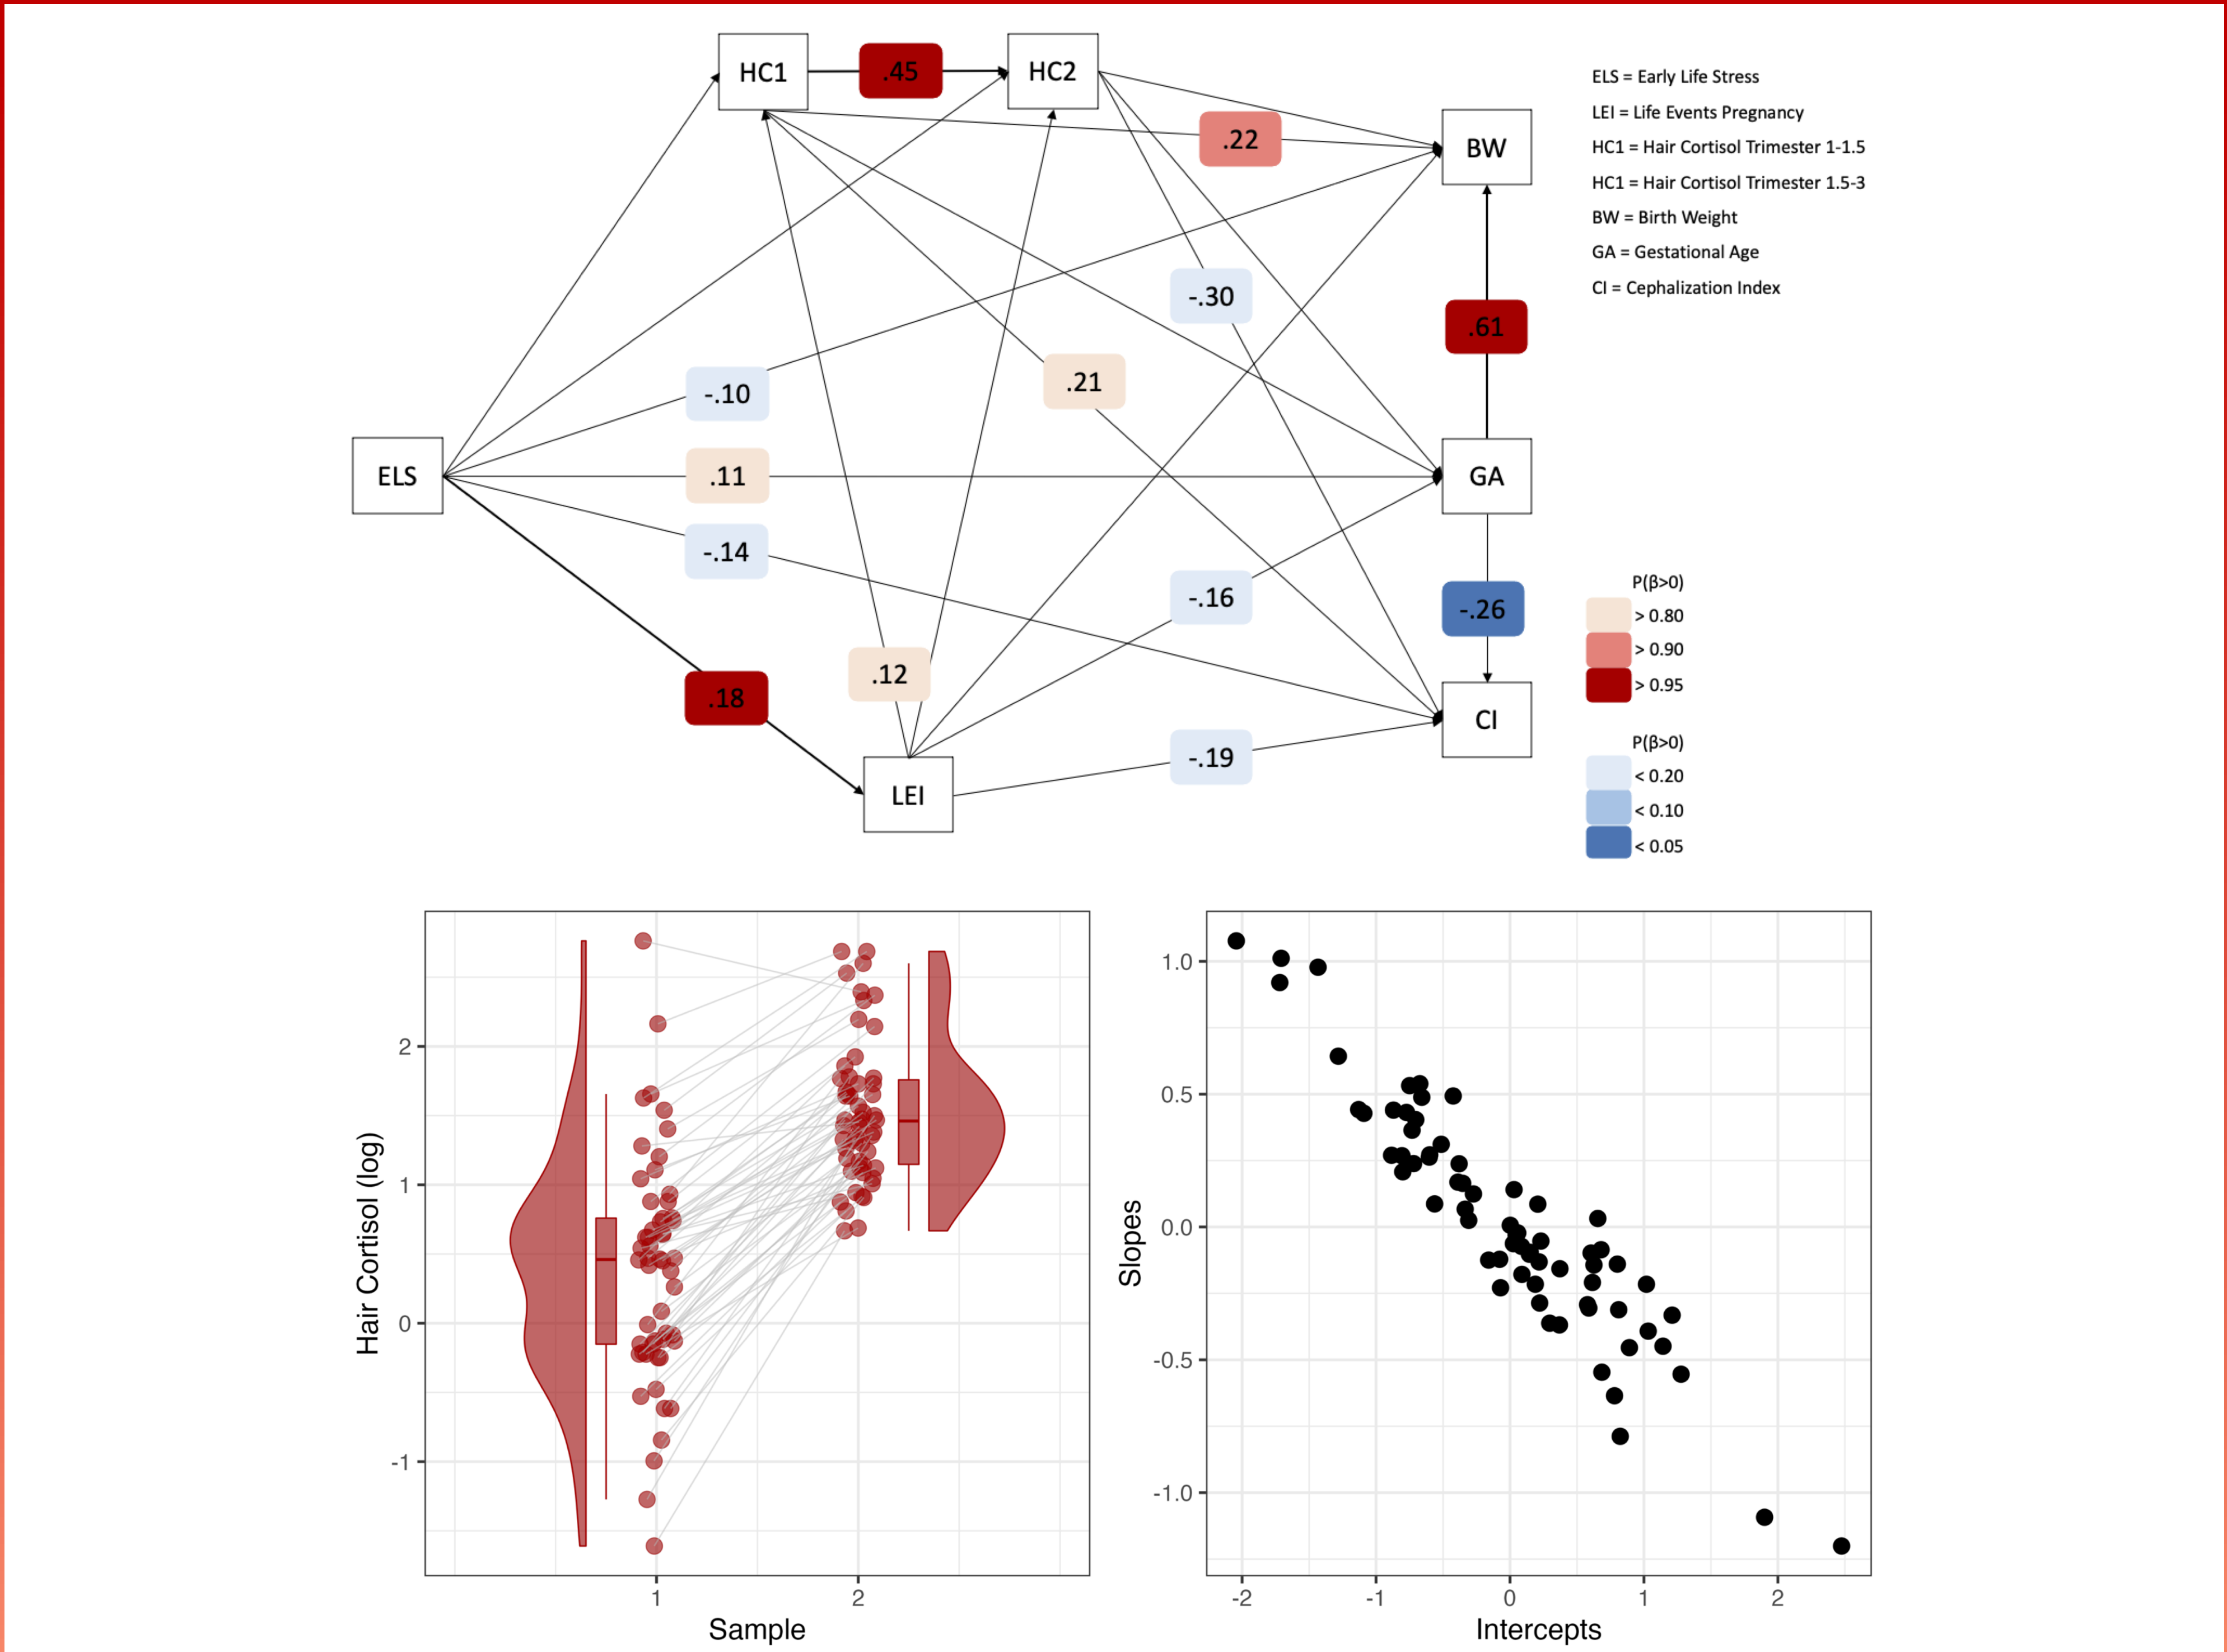 HC1
.45
HC2
ELS = Early Life Stress
LEI = Life Events Pregnancy
HC1 = Hair Cortisol Trimester 1-1.5
HC1 = Hair Cortisol Trimester 1.5-3
BW = Birth Weight
GA = Gestational Age
CI = Cephalization Index
.22
BW
-.30
.61
.21
-.10
ELS
.11
GA
-.14
-.16
-.26
.12
.18
CI
-.19
LEI
P(β>0)
> 0.80
> 0.90
> 0.95
P(β>0)
< 0.20
< 0.10
< 0.05
Hair Cortisol (log)
2
1
0
-1
1
2
Sample
Slopes
1.0
0.5
0.0
-0.5
-1.0
-2
-1
0
1
2
Intercepts